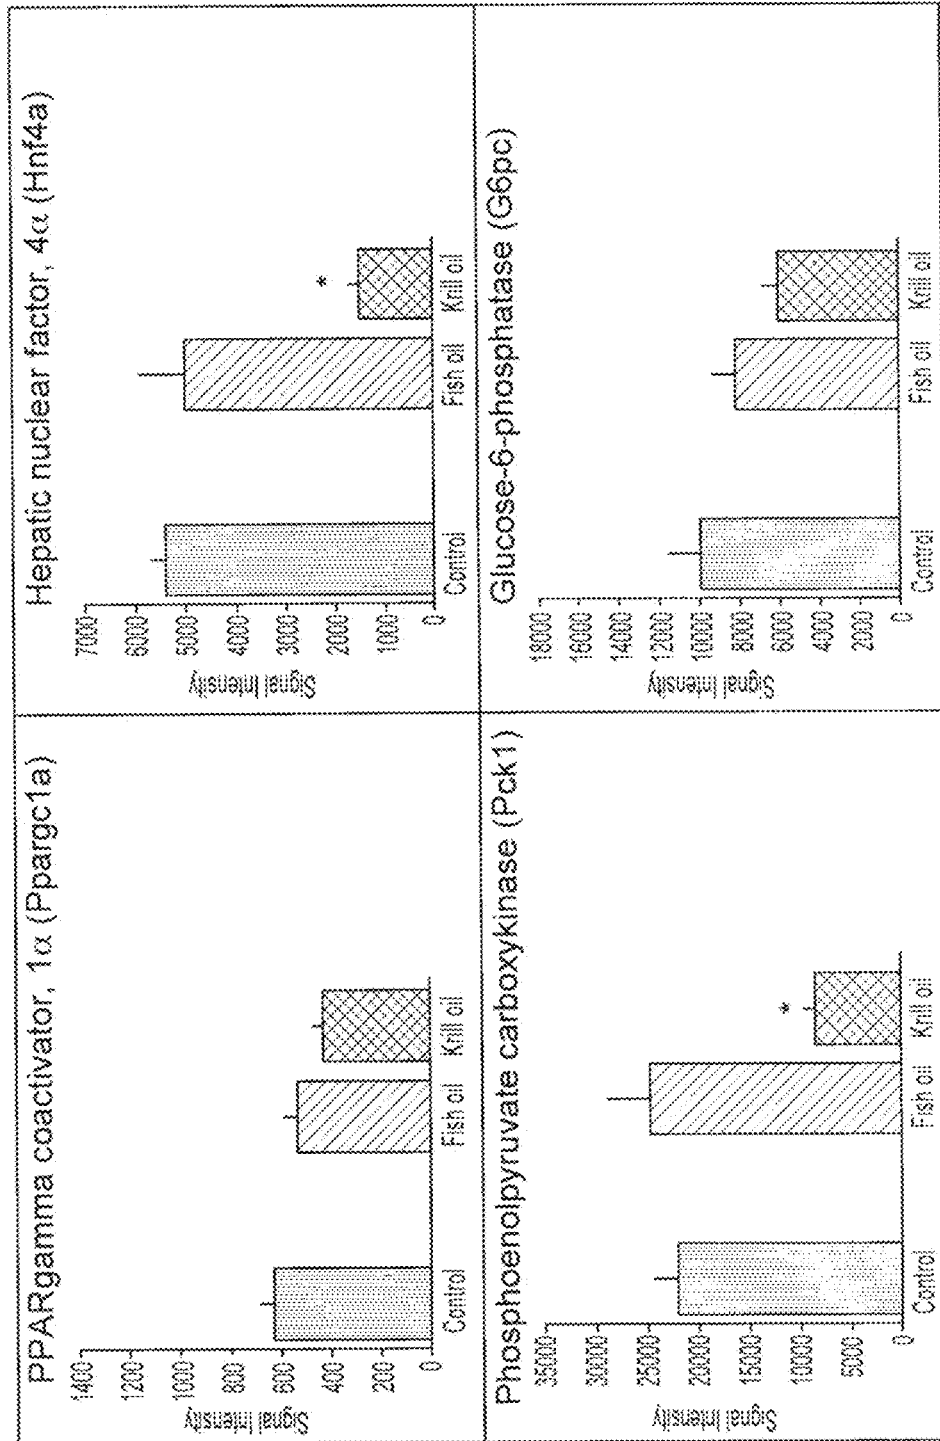 PPARgamma coactivator, 1α (Ppargc1a)
Signal Intensity
1400
1200
1000
800
600
400
200
0
Control
Fish oil
Krill oil
Hepatic nuclear factor, 4α (Hnf4a)
Signal Intensity
7000
6000
5000
4000
3000
2000
1000
0
*
Control
Fish oil
Krill oil
Phosphoenolpyruvate carboxykinase (Pck1)
Signal Intensity
35000
30000
25000
20000
15000
10000
5000
0
*
Control
Fish oil
Krill oil
Glucose-6-phosphatase (G6pc)
Signal Intensity
18000
16000
14000
12000
10000
8000
6000
4000
2000
0
Control
Fish oil
Krill oil